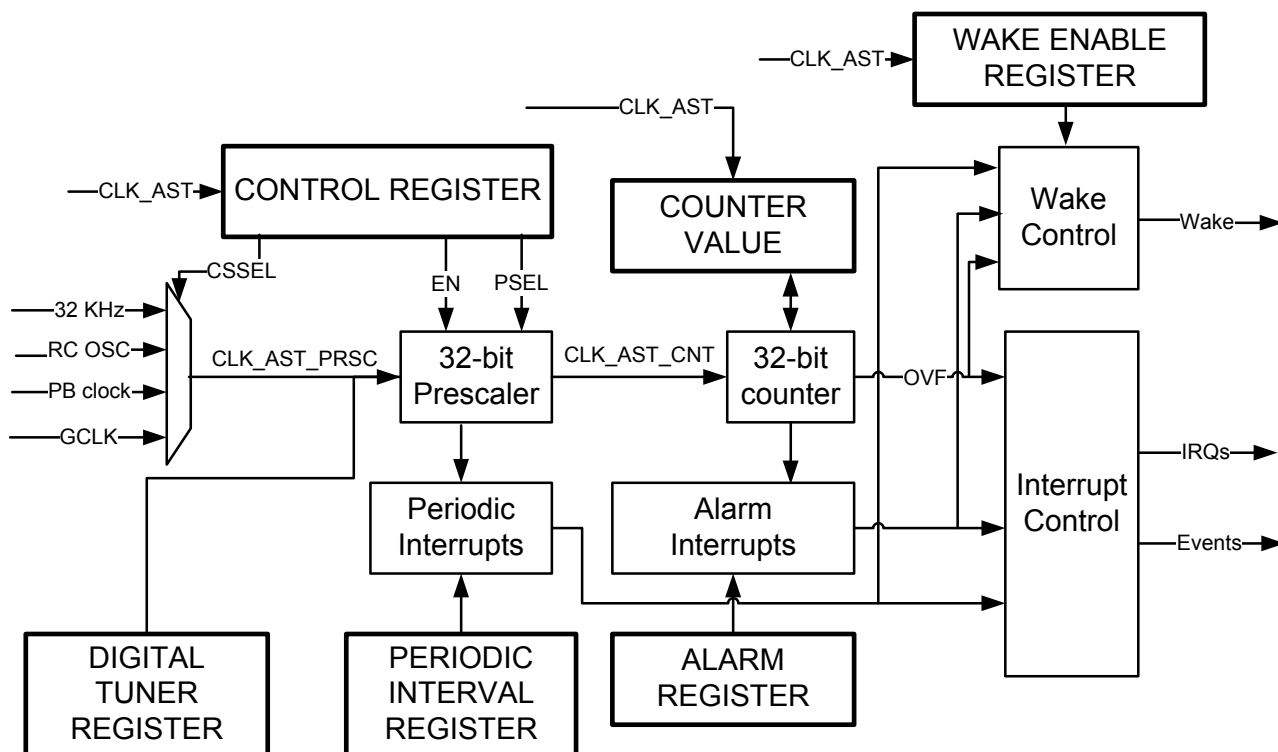 WAKE ENABLE
REGISTER
CLK_AST
CLK_AST
CONTROL REGISTER
CLK_AST
COUNTER
VALUE
Wake
Control
Wake
CSSEL
EN
PSEL
32 KHz
RC OSC
PB clock
GCLK
CLK_AST_PRSC
32-bit
Prescaler
CLK_AST_CNT
32-bit
counter
OVF
Periodic
Interrupts
Alarm
Interrupts
Interrupt
Control
IRQs
Events
DIGITAL
TUNER
REGISTER
PERIODIC
INTERVAL
REGISTER
ALARM
REGISTER